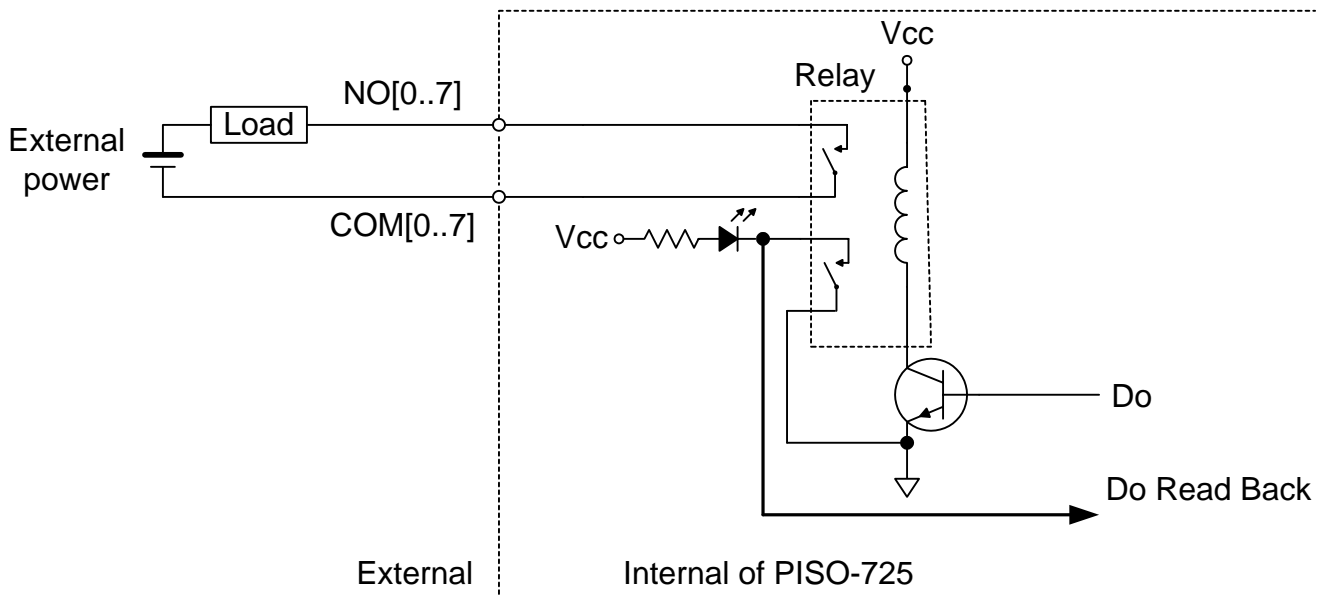 Vcc
Relay
NO[0..7]
Load
External
power
COM[0..7]
Vcc
Do
Do Read Back
External
Internal of PISO-725